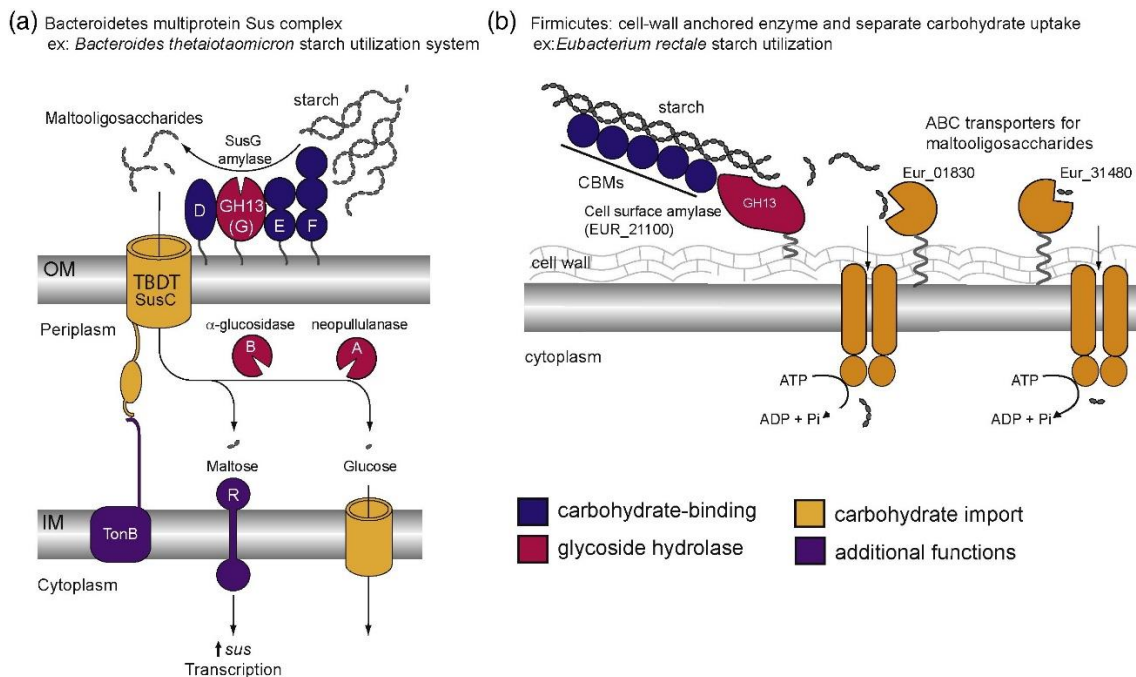 (a) Bacteroidetes multiprotein Sus complex
ex: Bacteroides thetaiotaomicron starch utilization system
Maltooligosaccharides
starch
SusG
amylase
D
GH13
(G)
E
F
OM
TBDT
SusC
Periplasm
α-glucosidase
neopullulanase
B
A
Maltose
Glucose
R
IM
TonB
Cytoplasm
↑ sus
Transcription
(b) Firmicutes: cell-wall anchored enzyme and separate carbohydrate uptake
ex:Eubacterium rectale starch utilization
starch
ABC transporters for
maltooligosaccharides
Eur_01830
Eur_31480
CBMs
GH13
Cell surface amylase
(EUR_21100)
cell wall
cytoplasm
ATP
ADP + Pi
ATP
ADP + Pi
carbohydrate-binding
carbohydrate import
glycoside hydrolase
additional functions